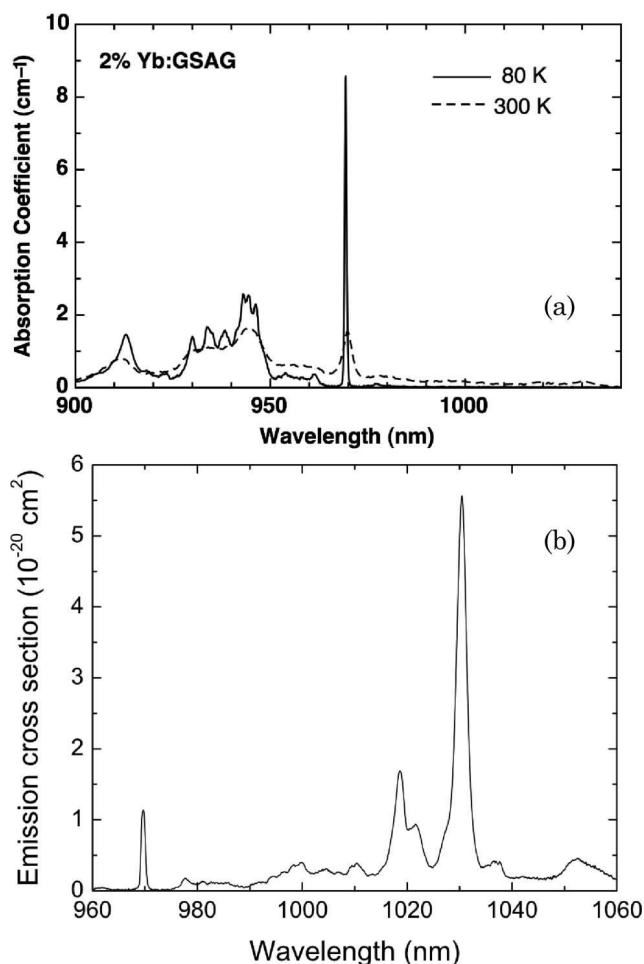 10
2% Yb:GSAG
80 K
300 K
8
6
4
2
0
(a)
Absorption Coefficient (cm⁻¹)
900
950
1000
Wavelength (nm)
6
5
4
3
2
1
0
(b)
Emission cross section (10⁻²⁰ cm²)
960
980
1000
1020
1040
1060
Wavelength (nm)